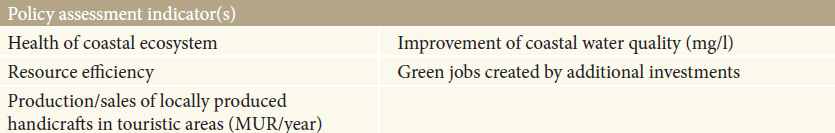 Policy assessment indicator(s)
Health of coastal ecosystem
Improvement of coastal water quality (mg/l)
Resource efficiency
Green jobs created by additional investments
Production/sales of locally produced
handicrafts in touristic areas (MUR/year)